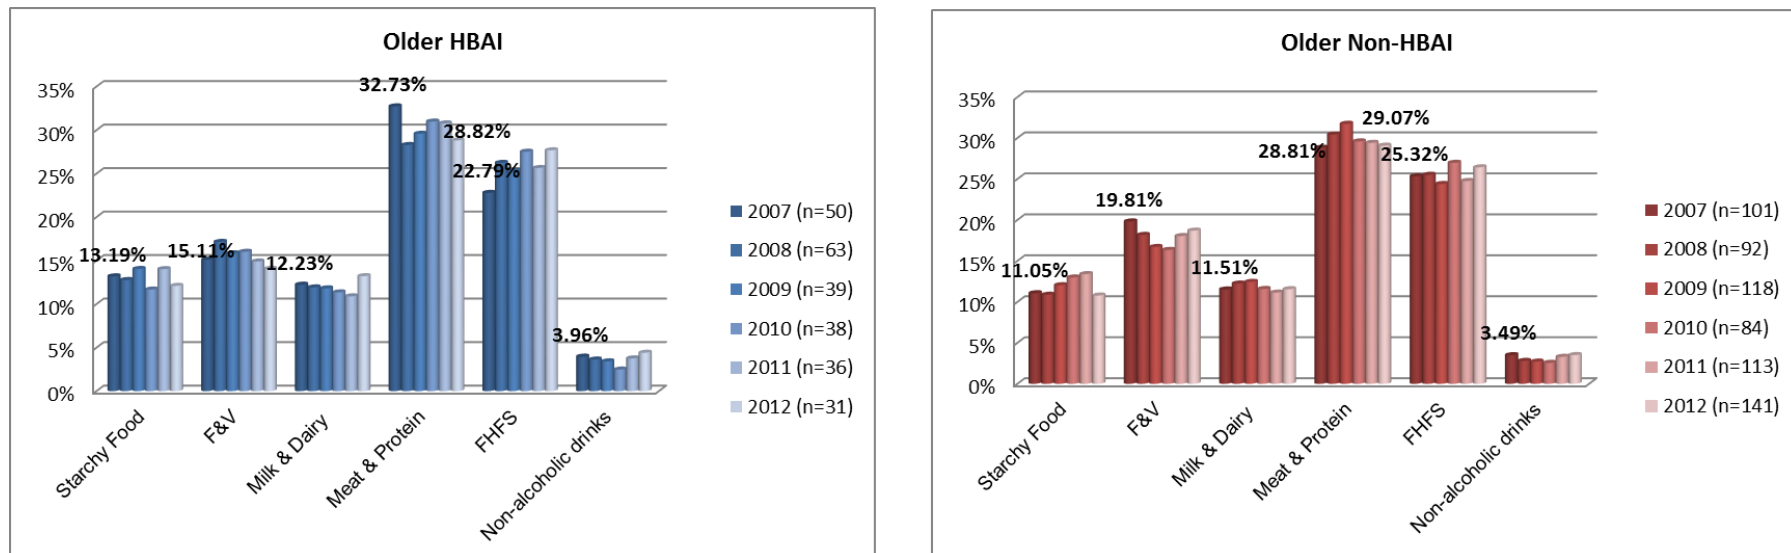 Older HBAI
35%
30%
25%
20%
15%
10%
5%
0%
32.73%
28.82%
22.79%
13.19%
15.11%
12.23%
3.96%
Starchy Food
F&V
Milk & Dairy
Meat & Protein
FHFS
Non-alcoholic drinks
2007 (n=50)
2008 (n=63)
2009 (n=39)
2010 (n=38)
2011 (n=36)
2012 (n=31)
Older Non-HBAI
35%
30%
25%
20%
15%
10%
5%
0%
29.07%
28.81%
25.32%
19.81%
11.05%
11.51%
3.49%
Starchy Food
F&V
Milk & Dairy
Meat & Protein
FHFS
Non-alcoholic drinks
2007 (n=101)
2008 (n=92)
2009 (n=118)
2010 (n=84)
2011 (n=113)
2012 (n=141)